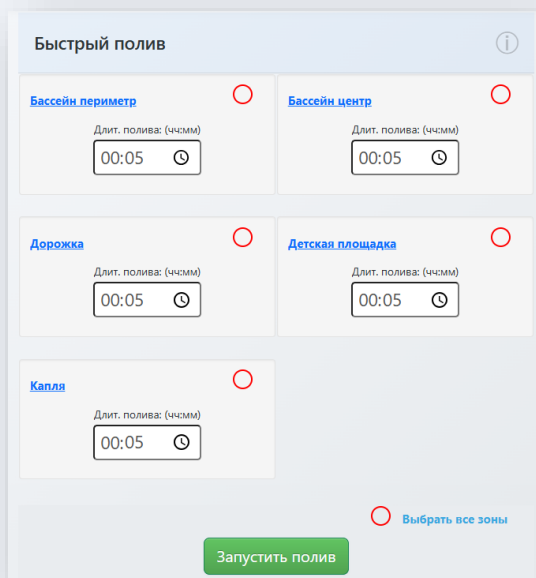 Быстрый полив
Бассейн периметр
Длит. полива: (чч:мм)
00:05
Бассейн центр
Длит. полива: (чч:мм)
00:05
Дорожка
Длит. полива: (чч:мм)
00:05
Детская площадка
Длит. полива: (чч:мм)
00:05
Капля
Длит. полива: (чч:мм)
00:05
Выбрать все зоны
Запустить полив